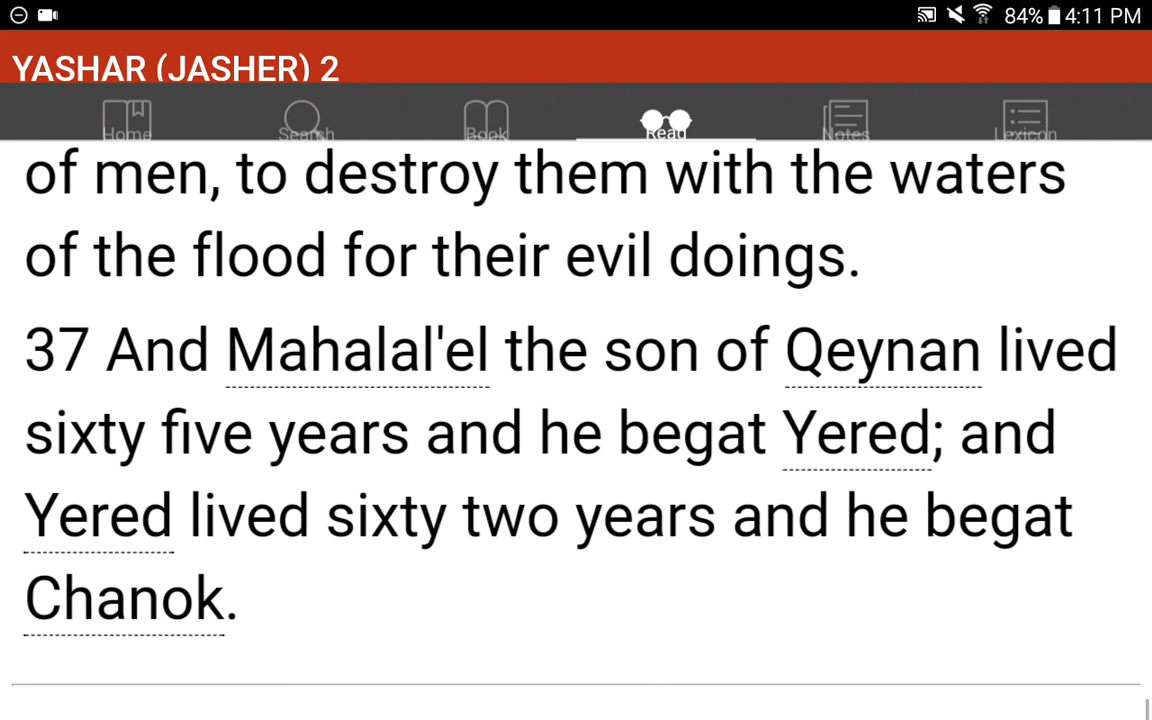 84% 4:11 PM
YASHAR (JASHER) 2
Home Search Book Read Notes Lexicon
of men, to destroy them with the waters
of the flood for their evil doings.
37 And Mahalal'el the son of Qeynan lived
sixty five years and he begat Yered; and
Yered lived sixty two years and he begat
Chanok.